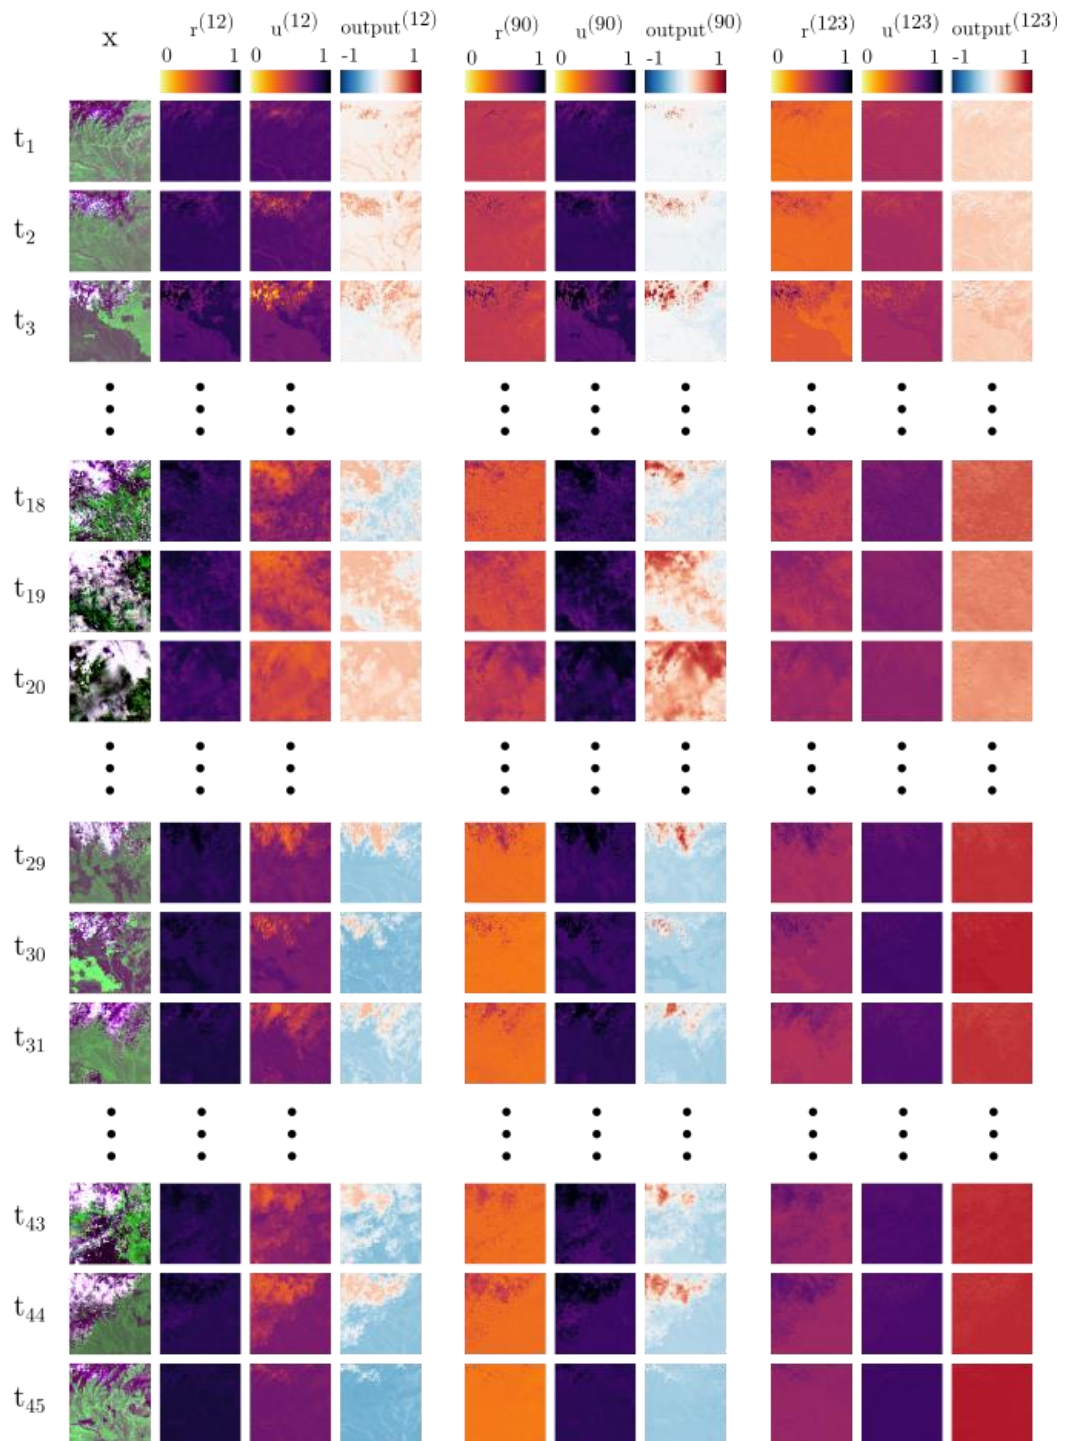 x r(12) u(12) output(12) r(90) u(90) output(90) r(123) u(123) output(123)
0 1 0 1 -1 1 0 1 0 1 -1 1 0 1 0 1 -1 1
t1
t2
t3
t18
t19
t20
t29
t30
t31
t43
t44
t45